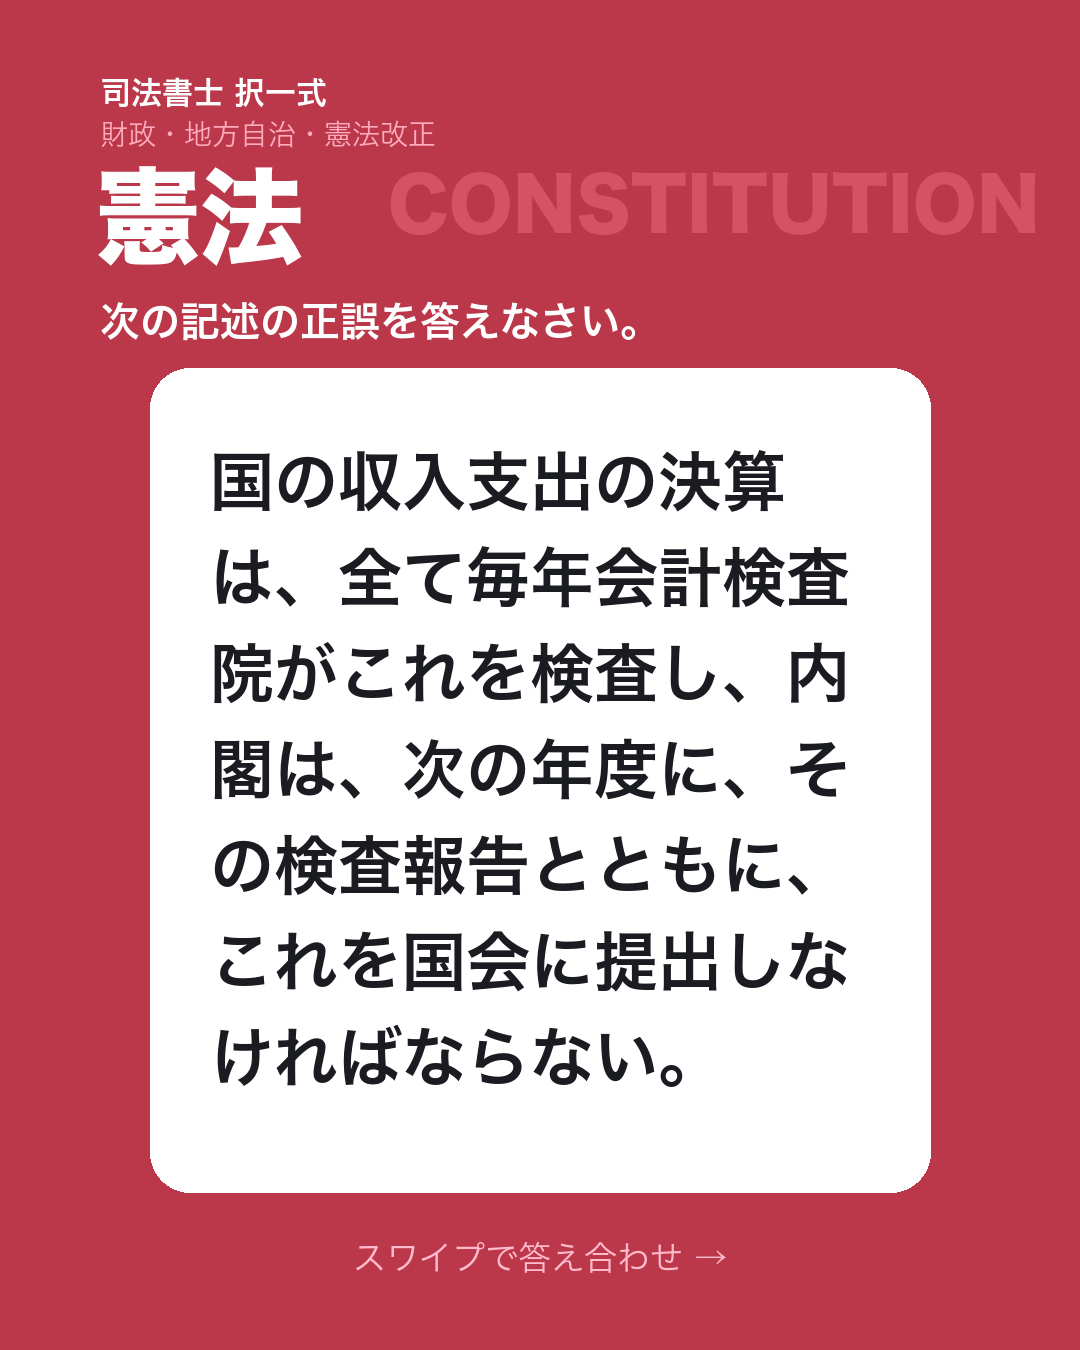 司法書士 択一式
財政・地方自治・憲法改正
憲法
CONSTITUTION
次の記述の正誤を答えなさい。
国の収入支出の決算
は、全て毎年会計検査
院がこれを検査し、内
閣は、次の年度に、そ
の検査報告とともに、
これを国会に提出しな
ければならない。
スワイプで答え合わせ →